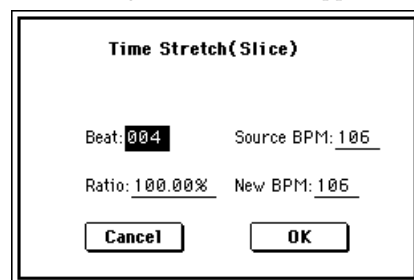 Time Stretch(Slice)
Beat: 004 Source BPM: 106
Ratio: 100.00% New BPM: 106
Cancel OK